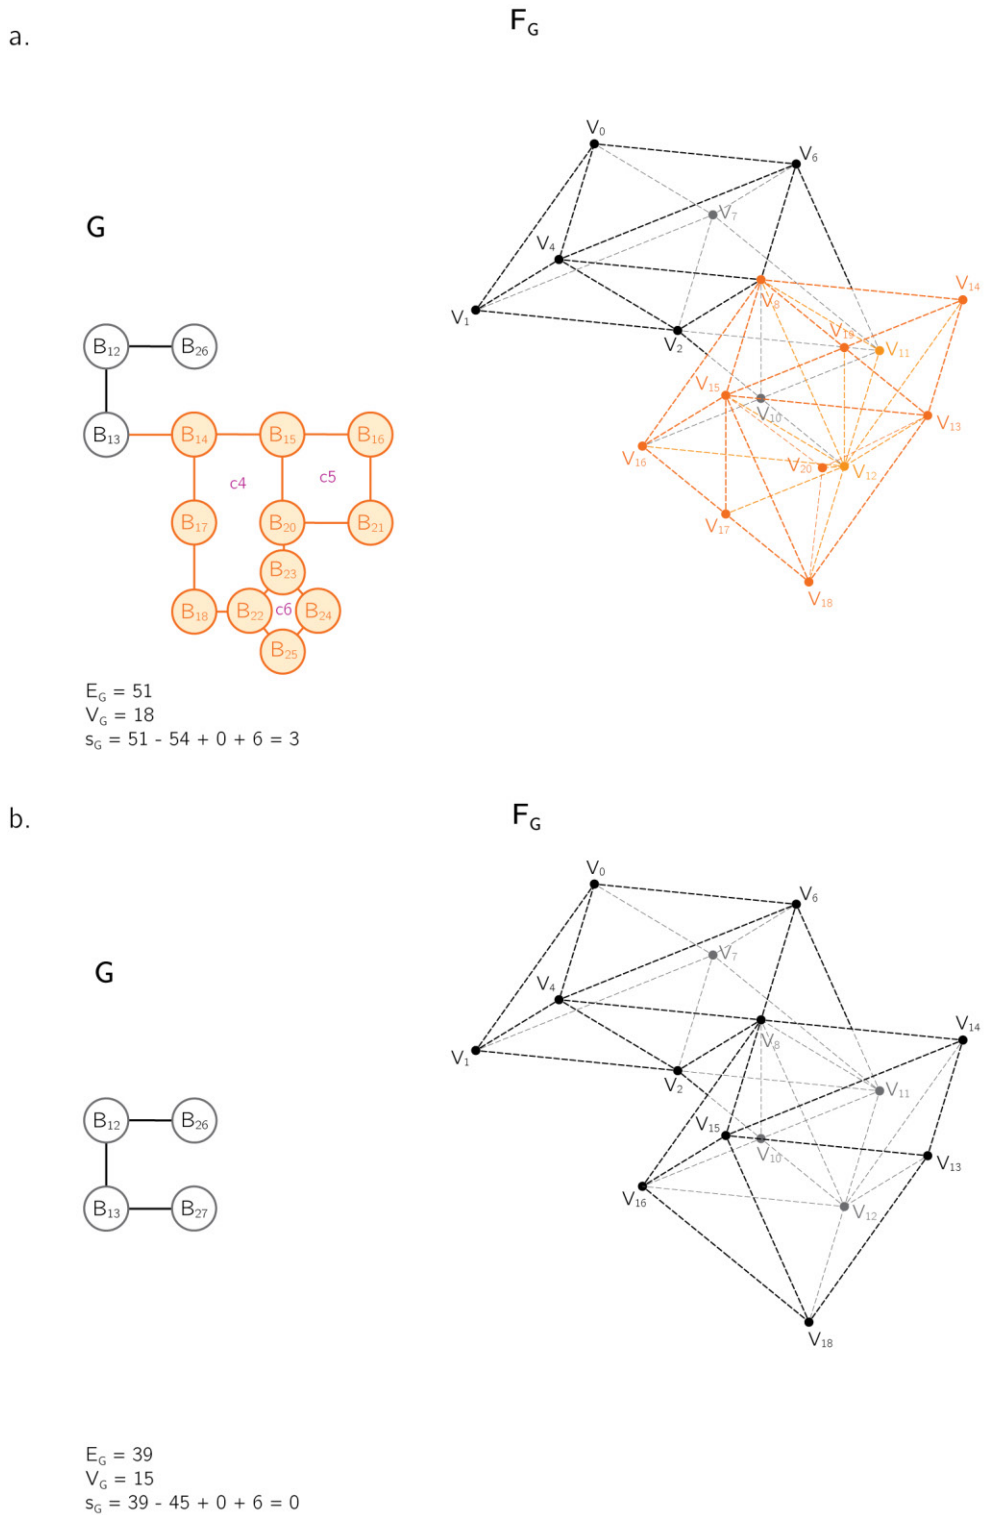 a.
F_G
V₀
V₆
V₇
G
V₄
V₈
V₁₄
V₁
V₂
V₁₉
V₁₁
B₁₂ B₂₆
V₁₅
V₁₀
V₁₃
B₁₃ B₁₄ B₁₅ B₁₆
V₁₆
V₂₀ V₁₂
c4 c5
B₁₇ B₂₀ B₂₁
V₁₇
B₂₃
B₁₈ B₂₂ c6 B₂₄
V₁₈
B₂₅
E_G = 51
V_G = 18
s_G = 51 - 54 + 0 + 6 = 3
b.
F_G
V₀
V₆
V₇
G
V₄
V₈
V₁₄
V₁
V₂
V₁₁
B₁₂ B₂₆
V₁₅
V₁₀
V₁₃
V₁₆
V₁₂
B₁₃ B₂₇
V₁₈
E_G = 39
V_G = 15
s_G = 39 - 45 + 0 + 6 = 0